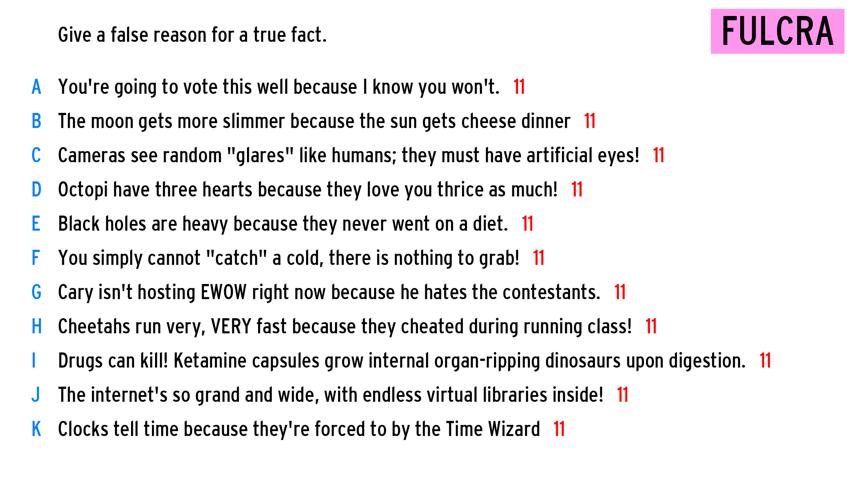 Give a false reason for a true fact.
FULCRA
A You're going to vote this well because I know you won't. 11
B The moon gets more slimmer because the sun gets cheese dinner 11
C Cameras see random "glares" like humans; they must have artificial eyes! 11
D Octopi have three hearts because they love you thrice as much! 11
E Black holes are heavy because they never went on a diet. 11
F You simply cannot "catch" a cold, there is nothing to grab! 11
G Cary isn't hosting EWOW right now because he hates the contestants. 11
H Cheetahs run very, VERY fast because they cheated during running class! 11
I Drugs can kill! Ketamine capsules grow internal organ-ripping dinosaurs upon digestion. 11
J The internet's so grand and wide, with endless virtual libraries inside! 11
K Clocks tell time because they're forced to by the Time Wizard 11